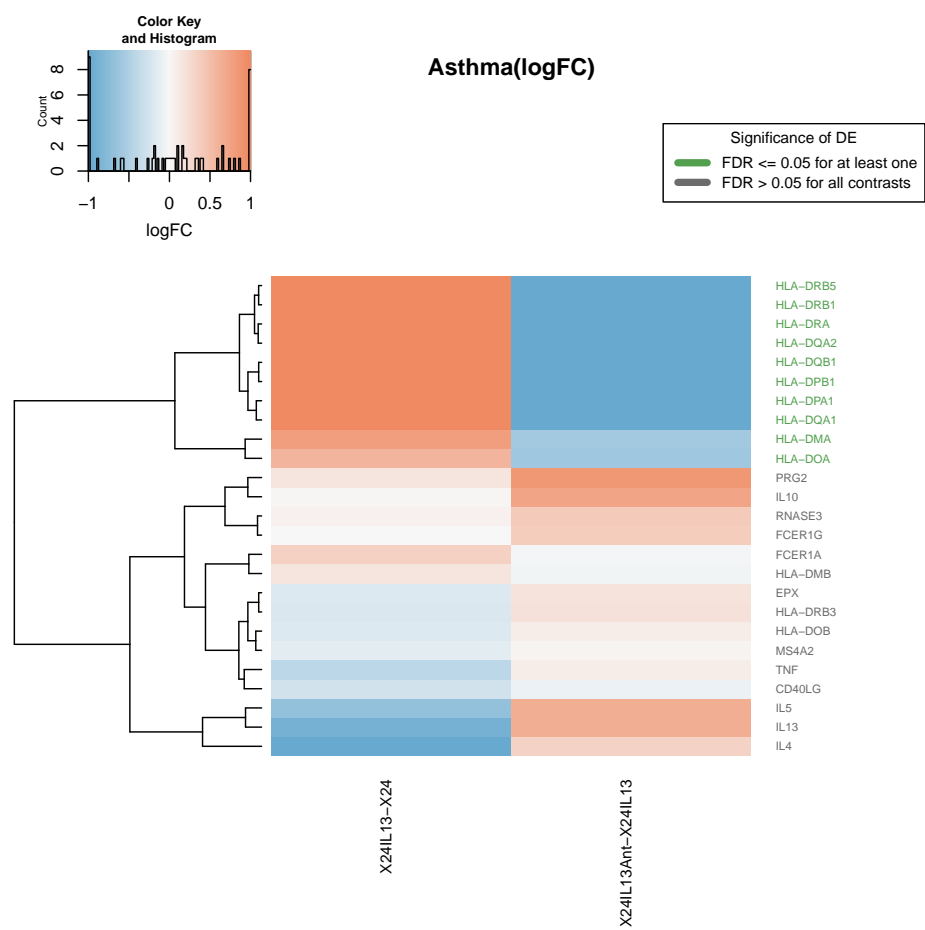 Color Key
and Histogram
Count
0 2 4 6 8
−1 0 0.5 1
logFC
Asthma(logFC)
Significance of DE
FDR <= 0.05 for at least one
FDR > 0.05 for all contrasts
HLA−DRB5
HLA−DRB1
HLA−DRA
HLA−DQA2
HLA−DQB1
HLA−DPB1
HLA−DPA1
HLA−DQA1
HLA−DMA
HLA−DOA
PRG2
IL10
RNASE3
FCER1G
FCER1A
HLA−DMB
EPX
HLA−DRB3
HLA−DOB
MS4A2
TNF
CD40LG
IL5
IL13
IL4
X24IL13−X24
X24IL13Ant−X24IL13